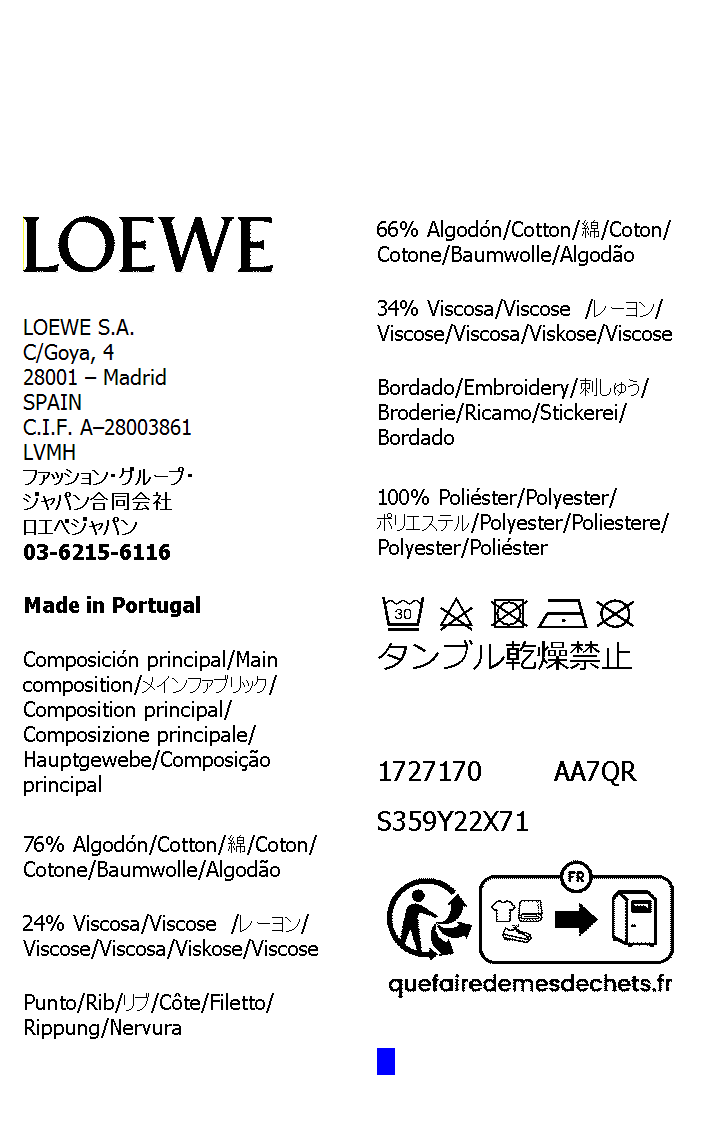 LOEWE
LOEWE S.A.
C/Goya, 4
28001 – Madrid
SPAIN
C.I.F. A–28003861
LVMH
ファッション・グループ・
ジャパン合同会社
ロエベジャパン
03-6215-6116
Made in Portugal
Composición principal/Main
composition/メインファブリック/
Composition principal/
Composizione principale/
Hauptgewebe/Composição
principal
76% Algodón/Cotton/綿/Coton/
Cotone/Baumwolle/Algodão
24% Viscosa/Viscose /レーヨン/
Viscose/Viscosa/Viskose/Viscose
Punto/Rib/リブ/Côte/Filetto/
Rippung/Nervura
66% Algodón/Cotton/綿/Coton/
Cotone/Baumwolle/Algodão
34% Viscosa/Viscose /レーヨン/
Viscose/Viscosa/Viskose/Viscose
Bordado/Embroidery/刺しゅう/
Broderie/Ricamo/Stickerei/
Bordado
100% Poliéster/Polyester/
ポリエステル/Polyester/Poliestere/
Polyester/Poliéster
30
タンブル乾燥禁止
1727170 AA7QR
S359Y22X71
FR
quefairedemesdechets.fr